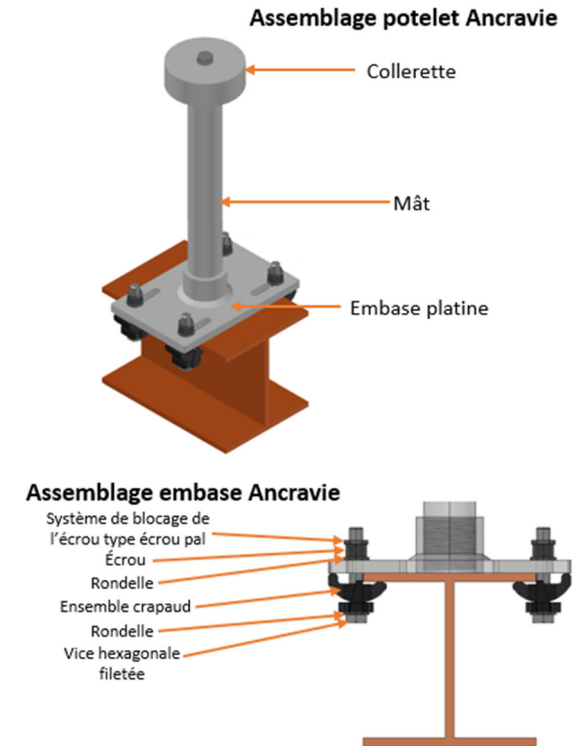 Assemblage potelet Ancravie
Collerette
Mât
Embase platine
Assemblage embase Ancravie
Système de blocage de
l'écrou type écrou pal
Écrou
Rondelle
Ensemble crapaud
Rondelle
Vice hexagonale
filetée